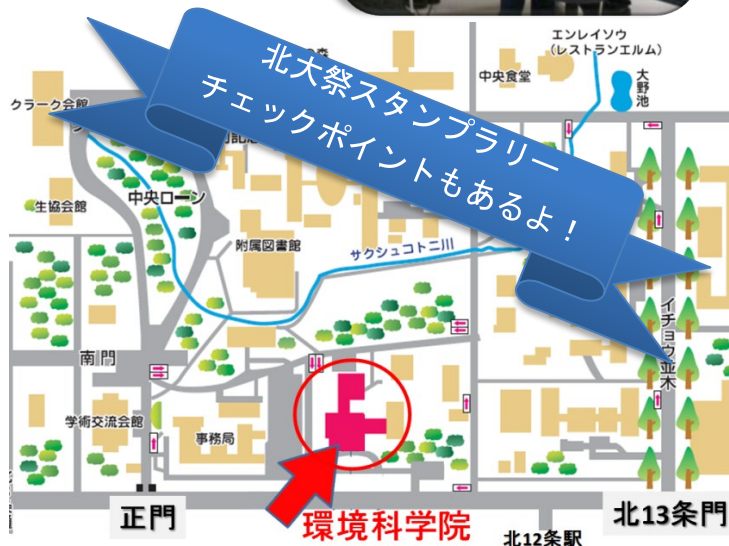 エンレイソウ
(レストランエルム)
中央食堂
大野池
クラーク会館
北大祭スタンプラリー
チェックポイントもあるよ！
中央ローン
生協会館
附属図書館
サクシュコトニ川
イチョウ並木
南門
学術交流会館
事務局
正門
環境科学院
北12条駅
北13条門